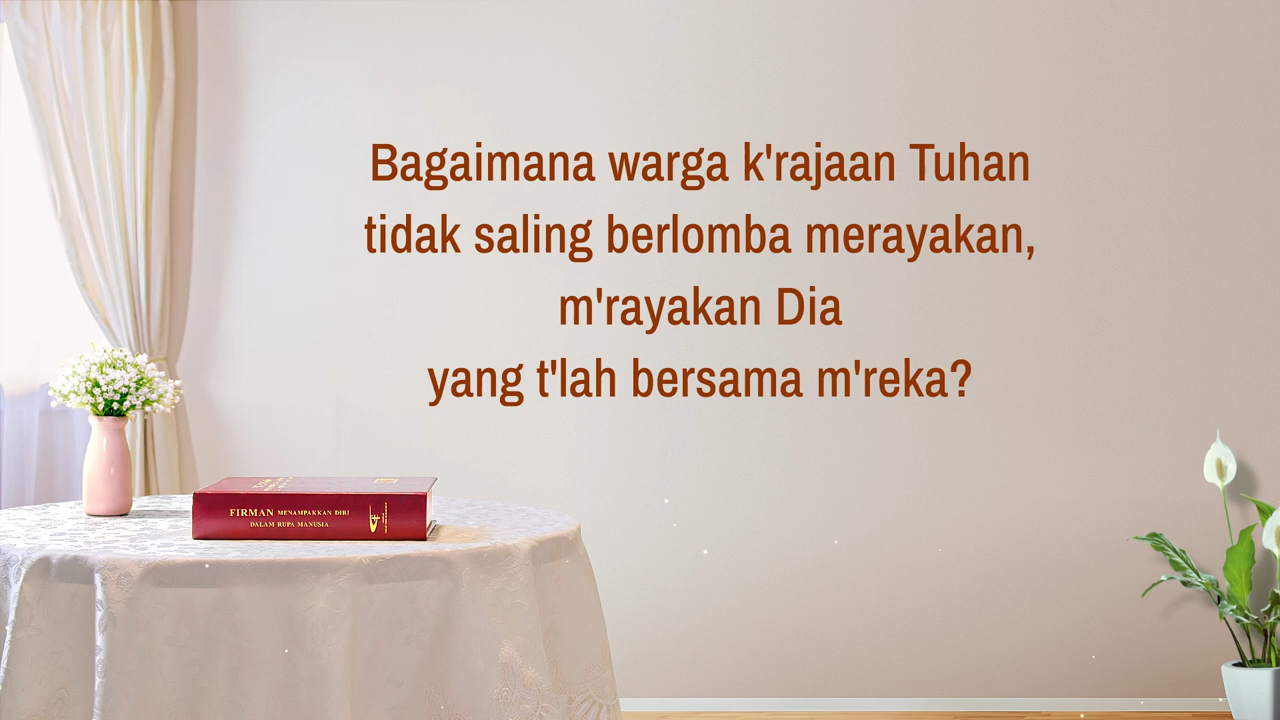 Bagaimana warga k'rajaan Tuhan
tidak saling berlomba merayakan,
m'rayakan Dia
yang t'lah bersama m'reka?
FIRMAN MENAMPAKKAN DIRI
DALAM RUPA MANUSIA